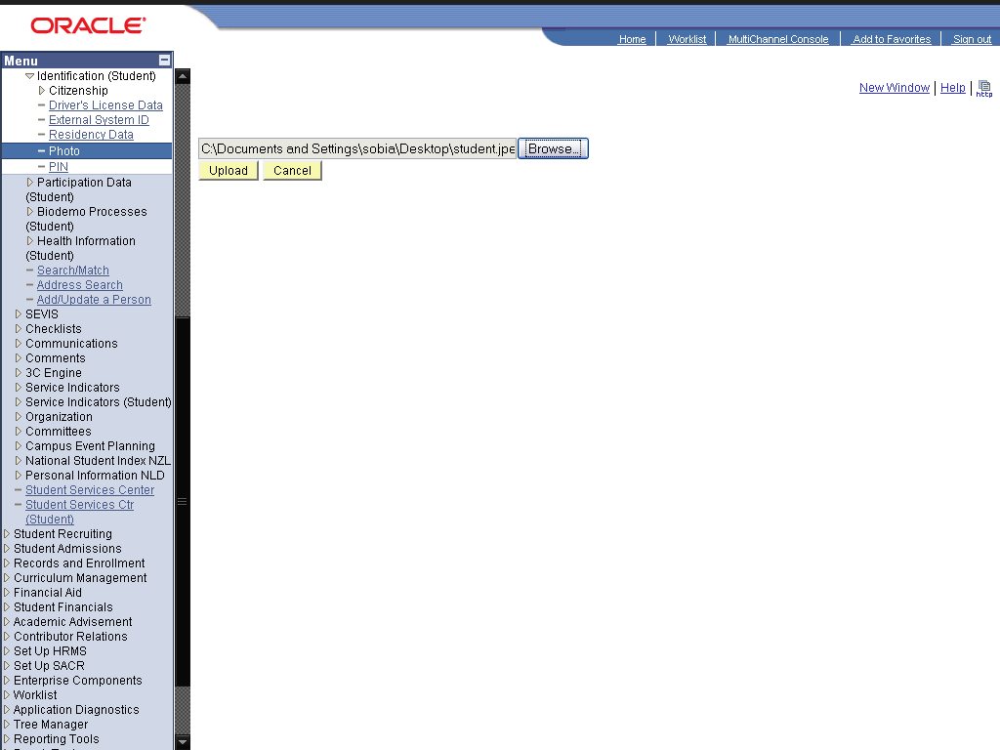 ORACLE®
Home
Worklist
MultiChannel Console
Add to Favorites
Sign out
Menu
New Window
Help
http
Identification (Student)
Citizenship
Driver's License Data
External System ID
Residency Data
Photo
PIN
C:\Documents and Settings\sobia\Desktop\student.jpe
Browse...
Upload
Cancel
Participation Data
(Student)
Biodemo Processes
(Student)
Health Information
(Student)
Search/Match
Address Search
Add/Update a Person
SEVIS
Checklists
Communications
Comments
3C Engine
Service Indicators
Service Indicators (Student)
Organization
Committees
Campus Event Planning
National Student Index NZL
Personal Information NLD
Student Services Center
Student Services Ctr
(Student)
Student Recruiting
Student Admissions
Records and Enrollment
Curriculum Management
Financial Aid
Student Financials
Academic Advisement
Contributor Relations
Set Up HRMS
Set Up SACR
Enterprise Components
Worklist
Application Diagnostics
Tree Manager
Reporting Tools